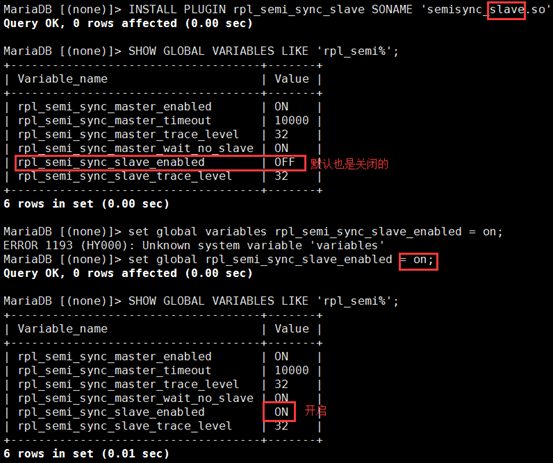 MariaDB [(none)]> INSTALL PLUGIN rpl_semi_sync_slave SONAME 'semisync_slave.so'
Query OK, 0 rows affected (0.00 sec)
MariaDB [(none)]> SHOW GLOBAL VARIABLES LIKE 'rpl_semi%';
+------------------------------------+-------+
| Variable_name | Value |
+------------------------------------+-------+
| rpl_semi_sync_master_enabled | ON |
| rpl_semi_sync_master_timeout | 10000 |
| rpl_semi_sync_master_trace_level | 32 |
| rpl_semi_sync_master_wait_no_slave | ON |
| rpl_semi_sync_slave_enabled | OFF | 默认也是关闭的
| rpl_semi_sync_slave_trace_level | 32 |
+------------------------------------+-------+
6 rows in set (0.00 sec)
MariaDB [(none)]> set global variables rpl_semi_sync_slave_enabled = on;
ERROR 1193 (HY000): Unknown system variable 'variables'
MariaDB [(none)]> set global rpl_semi_sync_slave_enabled = on;
Query OK, 0 rows affected (0.00 sec)
MariaDB [(none)]> SHOW GLOBAL VARIABLES LIKE 'rpl_semi%';
+------------------------------------+-------+
| Variable_name | Value |
+------------------------------------+-------+
| rpl_semi_sync_master_enabled | ON |
| rpl_semi_sync_master_timeout | 10000 |
| rpl_semi_sync_master_trace_level | 32 |
| rpl_semi_sync_master_wait_no_slave | ON |
| rpl_semi_sync_slave_enabled | ON | 开启
| rpl_semi_sync_slave_trace_level | 32 |
+------------------------------------+-------+
6 rows in set (0.01 sec)